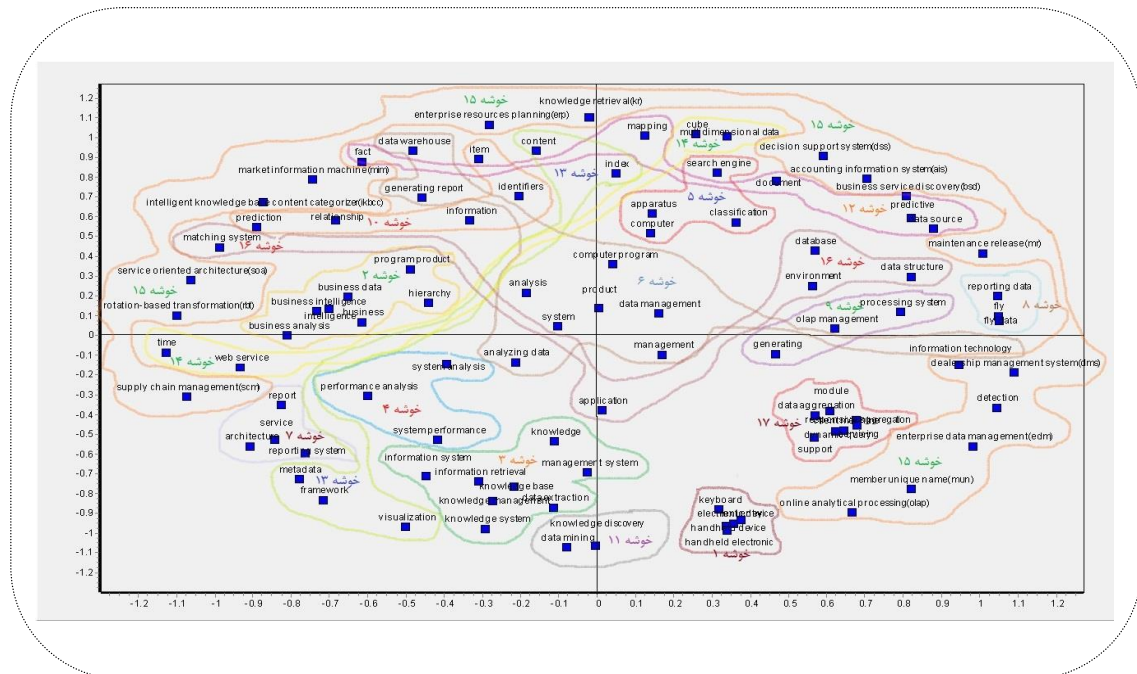 1.2
خوشه ۱۵
knowledge retrieval(kr)
1.1
enterprise resources planning(erp)
cube
خوشه ۱۵
1
data warehouse
item
content
mapping
multi dimensional data
خوشه ۱۴
decision support system(dss)
0.9
fact
index
search engine
accounting information system(ais)
0.8
market information machine(mim)
خوشه ۱۳
document
business service discovery(bsd)
0.7
generating report
identifiers
خوشه ۵
intelligent knowledge base content categorizer(ikbcc)
apparatus
خوشه ۱۲
predictive
0.6
prediction
relationship
خوشه ۱۰
information
computer
classification
data source
0.5
matching system
خوشه ۱۶
database
maintenance release(mr)
0.4
program product
computer program
خوشه ۱۶
service oriented architecture(soa)
خوشه ۲
data structure
0.3
خوشه ۱۵
business data
analysis
خوشه ۶
environment
reporting data
0.2
rotation-based transformation(rbt)
business intelligence
hierarchy
product
data management
خوشه ۹
processing system
خوشه ۸
fly
0.1
intelligence
business
system
olap management
fly data
business analysis
0
time
analyzing data
management
generating
information technology
-0.1
خوشه ۱۴
web service
system analysis
dealership management system(dms)
-0.2
supply chain management(scm)
performance analysis
module
detection
-0.3
report
خوشه ۴
application
data aggregation
-0.4
service
خوشه ۱۷
architecture
خوشه ۷
system performance
knowledge
enterprise data management(edm)
-0.5
reporting system
information system
خوشه ۳
support
-0.6
metadata
خوشه ۱۳
information retrieval
management system
خوشه ۱۵
-0.7
framework
knowledge base
member unique name(mun)
-0.8
knowledge management
data extraction
keyboard
online analytical processing(olap)
-0.9
visualization
knowledge system
knowledge discovery
handheld device
-1
data mining
خوشه ۱۱
handheld electronic
-1.1
خوشه ۱
-1.2
-1.2 -1.1 -1 -0.9 -0.8 -0.7 -0.6 -0.5 -0.4 -0.3 -0.2 -0.1 0 0.1 0.2 0.3 0.4 0.5 0.6 0.7 0.8 0.9 1 1.1 1.2